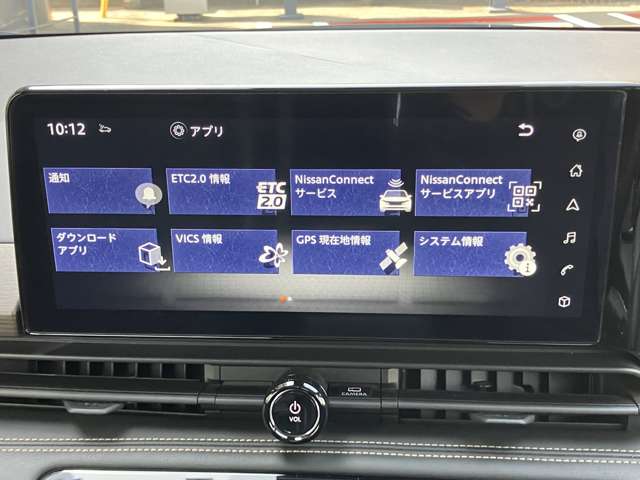 10:12
アプリ
通知
ETC2.0 情報
ETC
2.0
NissanConnect
サービス
NissanConnect
サービスアプリ
ダウンロード
アプリ
VICS 情報
GPS 現在地情報
システム情報
CAMERA
VOL